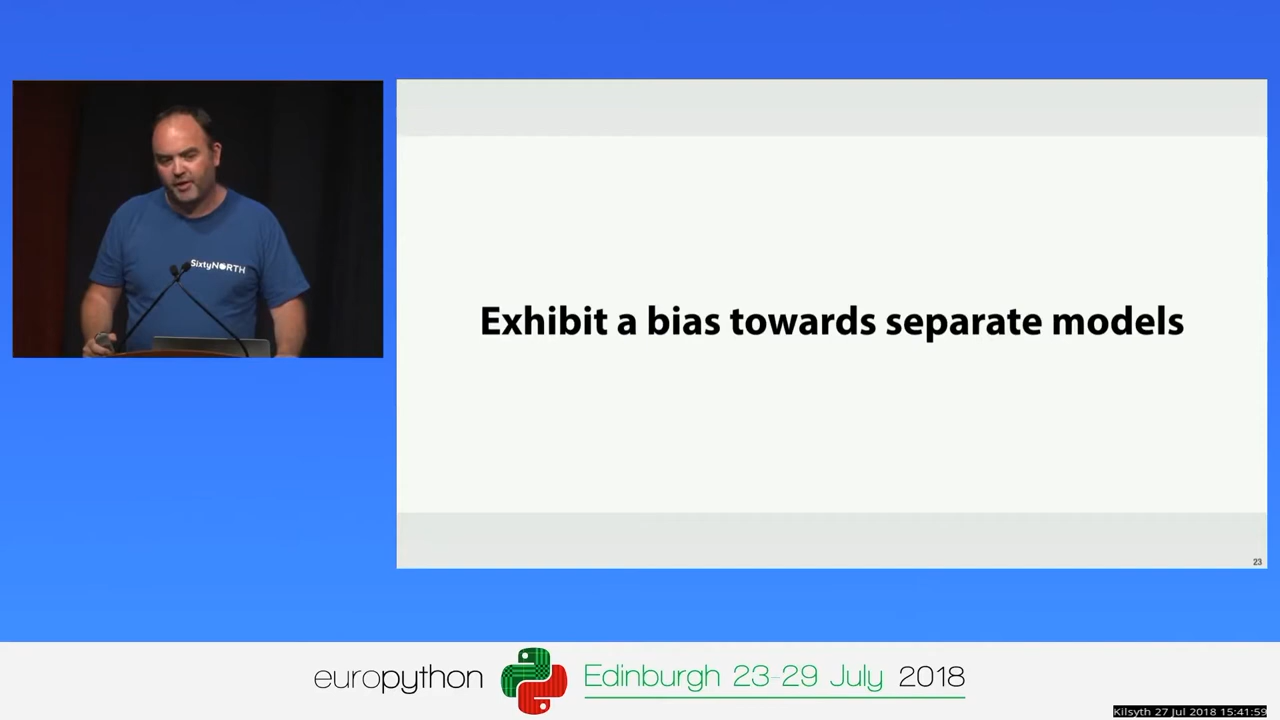 SixtyNORTH
Exhibit a bias towards separate models
23
europython Edinburgh 23-29 July 2018
Kilsyth 27 Jul 2018 15:41:59